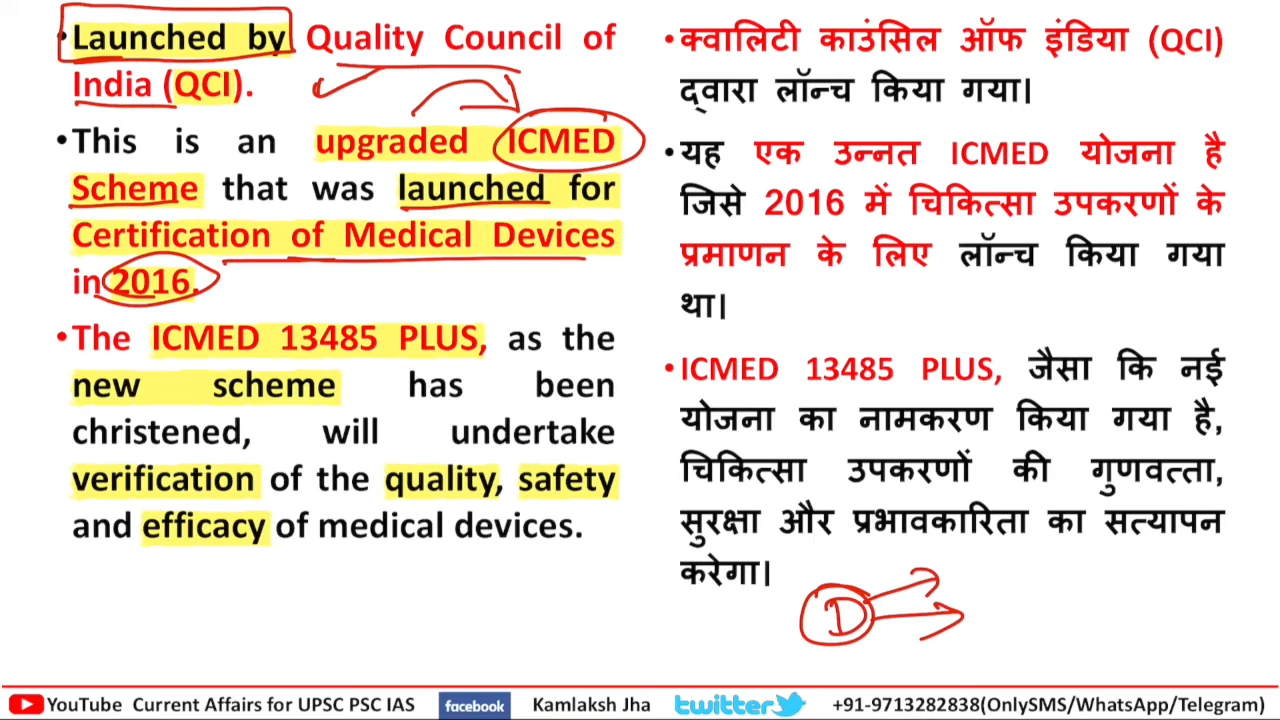 •Launched by Quality Council of
India (QCI).
•This is an upgraded ICMED
Scheme that was launched for
Certification of Medical Devices
in 2016.
•The ICMED 13485 PLUS, as the
new scheme has been
christened, will undertake
verification of the quality, safety
and efficacy of medical devices.
•क्वालिटी काउंसिल ऑफ इंडिया (QCI)
द्वारा लॉन्च किया गया।
•यह एक उन्नत ICMED योजना है
जिसे 2016 में चिकित्सा उपकरणों के
प्रमाणन के लिए लॉन्च किया गया
था।
•ICMED 13485 PLUS, जैसा कि नई
योजना का नामकरण किया गया है,
चिकित्सा उपकरणों की गुणवत्ता,
सुरक्षा और प्रभावकारिता का सत्यापन
करेगा।
D
YouTube Current Affairs for UPSC PSC IAS facebook Kamlaksh Jha twitter +91-9713282838(OnlySMS/WhatsApp/Telegram)